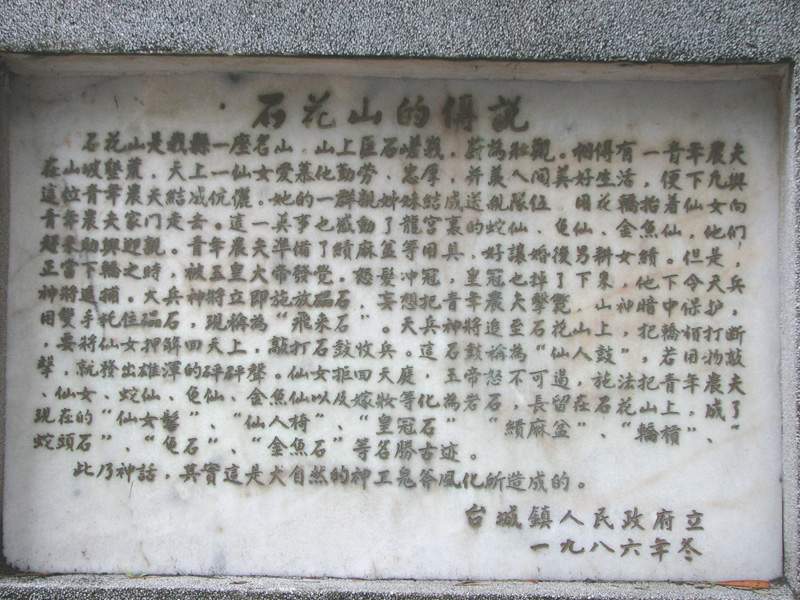 石花山的傳說
石花山是我縣一座名山，山上巨石嵯峨，蔚為壯觀。相傳有一青年農夫
在山坡墾荒，天上一仙女愛慕他勤勞、忠厚，并羨人间美好生活，便下凡與
這位青年農夫結成伉儷。她的一群親姊妹結成送親隊伍，用花轎抬着仙女向
青年農夫家門走去。這一美事也感動了龍宮裏的蛇仙、龟仙、金魚仙，他们
趕來助興迎親。青年農夫準備了績麻盆等用具，好讓婚後男耕女績。但是，
正當下轎之時，被玉皇大帝發覺。怒髮冲冠，皇冠也掉了下來，他下令天兵
神將追捕。天兵神將立即施放磊石，妄想把青年農夫擊斃，山神暗中保护，
用雙手托住磊石，現稱為“飛来石”。天兵神將追至石花山上，把轎槓打断
，要將仙女押解回天上，敲打石鼓收兵。這石鼓稱為“仙人鼓”，若用物敲
擊，就發出雄渾的砰砰聲。仙女拒回天庭，玉帝怒不可遏，施法把青年農夫
、仙女、蛇仙、龟仙、金魚仙以及嫁妝等化為岩石，長留在石花山上，成了
現在的“仙女髻”、“仙人椅”、“皇冠石”“績麻盆”、“轎槓”、“
蛇頭石”、“龟石”、“金魚石”等名勝古迹。
此乃神話，其實這是大自然的神工鬼斧風化所造成的。
台城鎮人民政府立
一九八六年冬